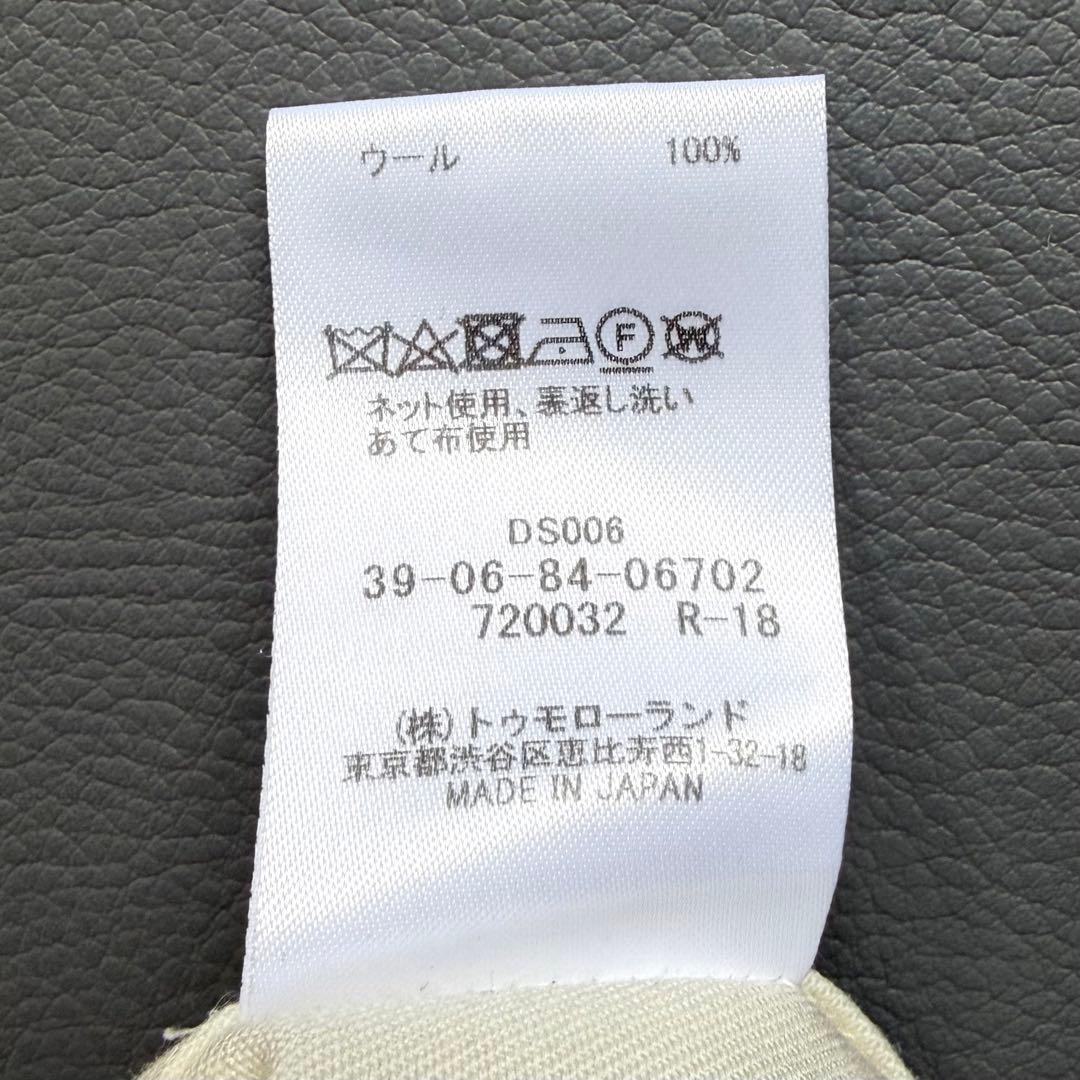 ウール 100%
F W
ネット使用、裏返し洗い
あて布使用
DS006
39-06-84-06702
720032 R-18
(株)トゥモローランド
東京都渋谷区恵比寿西1-32-18
MADE IN JAPAN